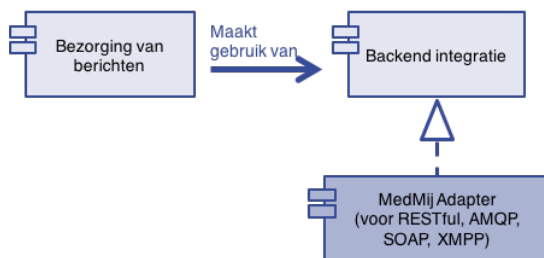 Bezorging van
berichten
Maakt
gebruik van
Backend integratie
MedMij Adapter
(voor RESTful, AMQP,
SOAP, XMPP)